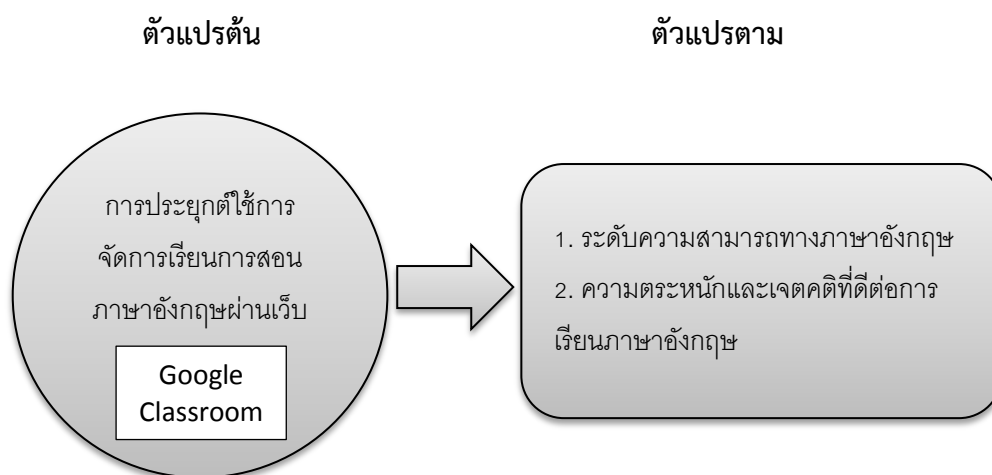 ตัวแปรต้น
ตัวแปรตาม
การประยุกต์ใช้การ
จัดการเรียนการสอน
ภาษาอังกฤษผ่านเว็บ
Google
Classroom
1. ระดับความสามารถทางภาษาอังกฤษ
2. ความตระหนักและเจตคติที่ดีต่อการ
เรียนภาษาอังกฤษ